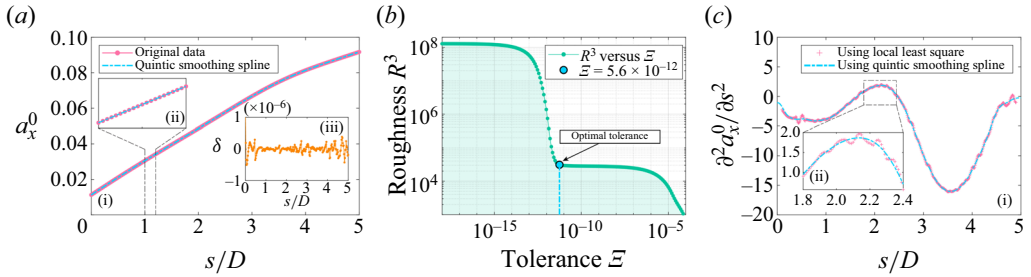 (a)
0.10
0.08
0.06
0.04
0.02
a_x^0
Original data
Quintic smoothing spline
(ii)
(×10⁻⁶)
1
0
−1
δ
(iii)
0 1 2 3 4 5
s/D
(i)
0 1 2 3 4 5
s/D
(b)
10⁸
10⁴
Roughness R³
R³ versus Ξ
Ξ = 5.6 × 10⁻¹²
Optimal tolerance
10⁻¹⁵ 10⁻¹⁰ 10⁻⁵
Tolerance Ξ
(c)
5
0
−5
−10
−15
−20
∂²a_x^0/∂s²
Using local least square
Using quintic smoothing spline
2.0
1.5
1.0
(ii)
1.8 2.0 2.2 2.4
(i)
0 1 2 3 4 5
s/D